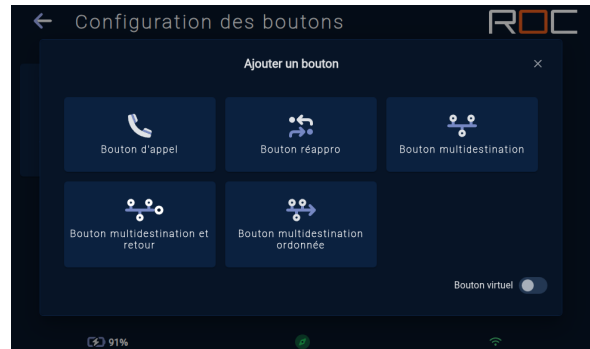 Configuration des boutons
ROC
Ajouter un bouton
Bouton d'appel
Bouton réappro
Bouton multidestination
Bouton multidestination et
retour
Bouton multidestination
ordonnée
Bouton virtuel
91%